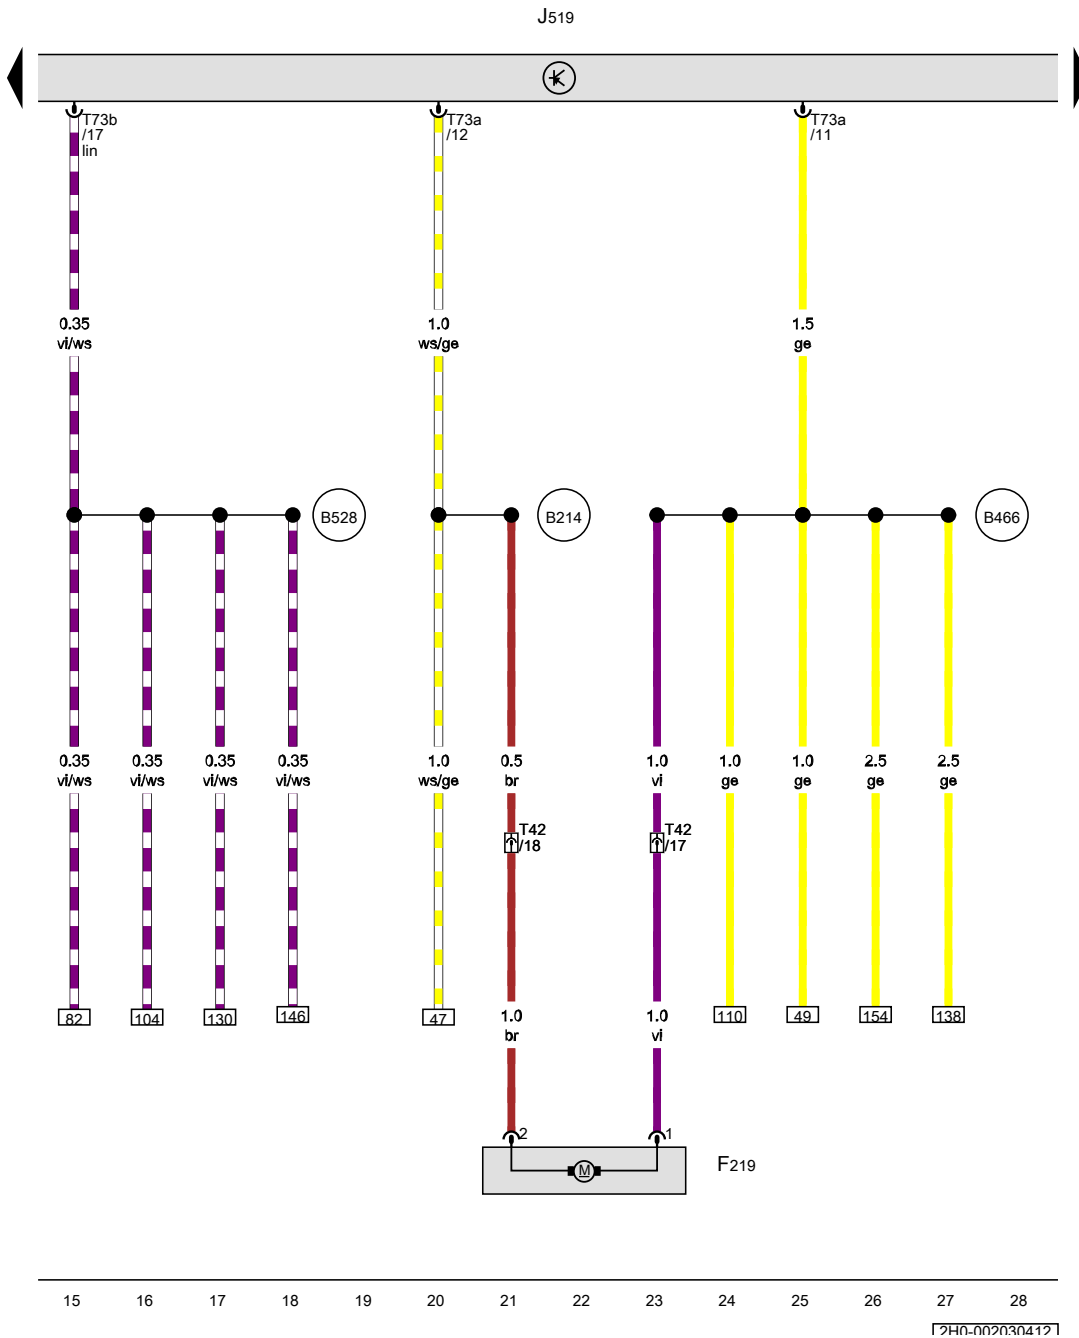 J519
T73b
/17
lin
T73a
/12
T73a
/11
0.35
vi/ws
1.0
ws/ge
1.5
ge
B528
B214
B466
0.35
vi/ws
0.35
vi/ws
0.35
vi/ws
0.35
vi/ws
1.0
ws/ge
0.5
br
1.0
vi
1.0
ge
1.0
ge
2.5
ge
2.5
ge
T42
/18
T42
/17
82
104
130
146
47
1.0
br
1.0
vi
110
49
154
138
2
1
M
F219
15 16 17 18 19 20 21 22 23 24 25 26 27 28
2H0-002030412